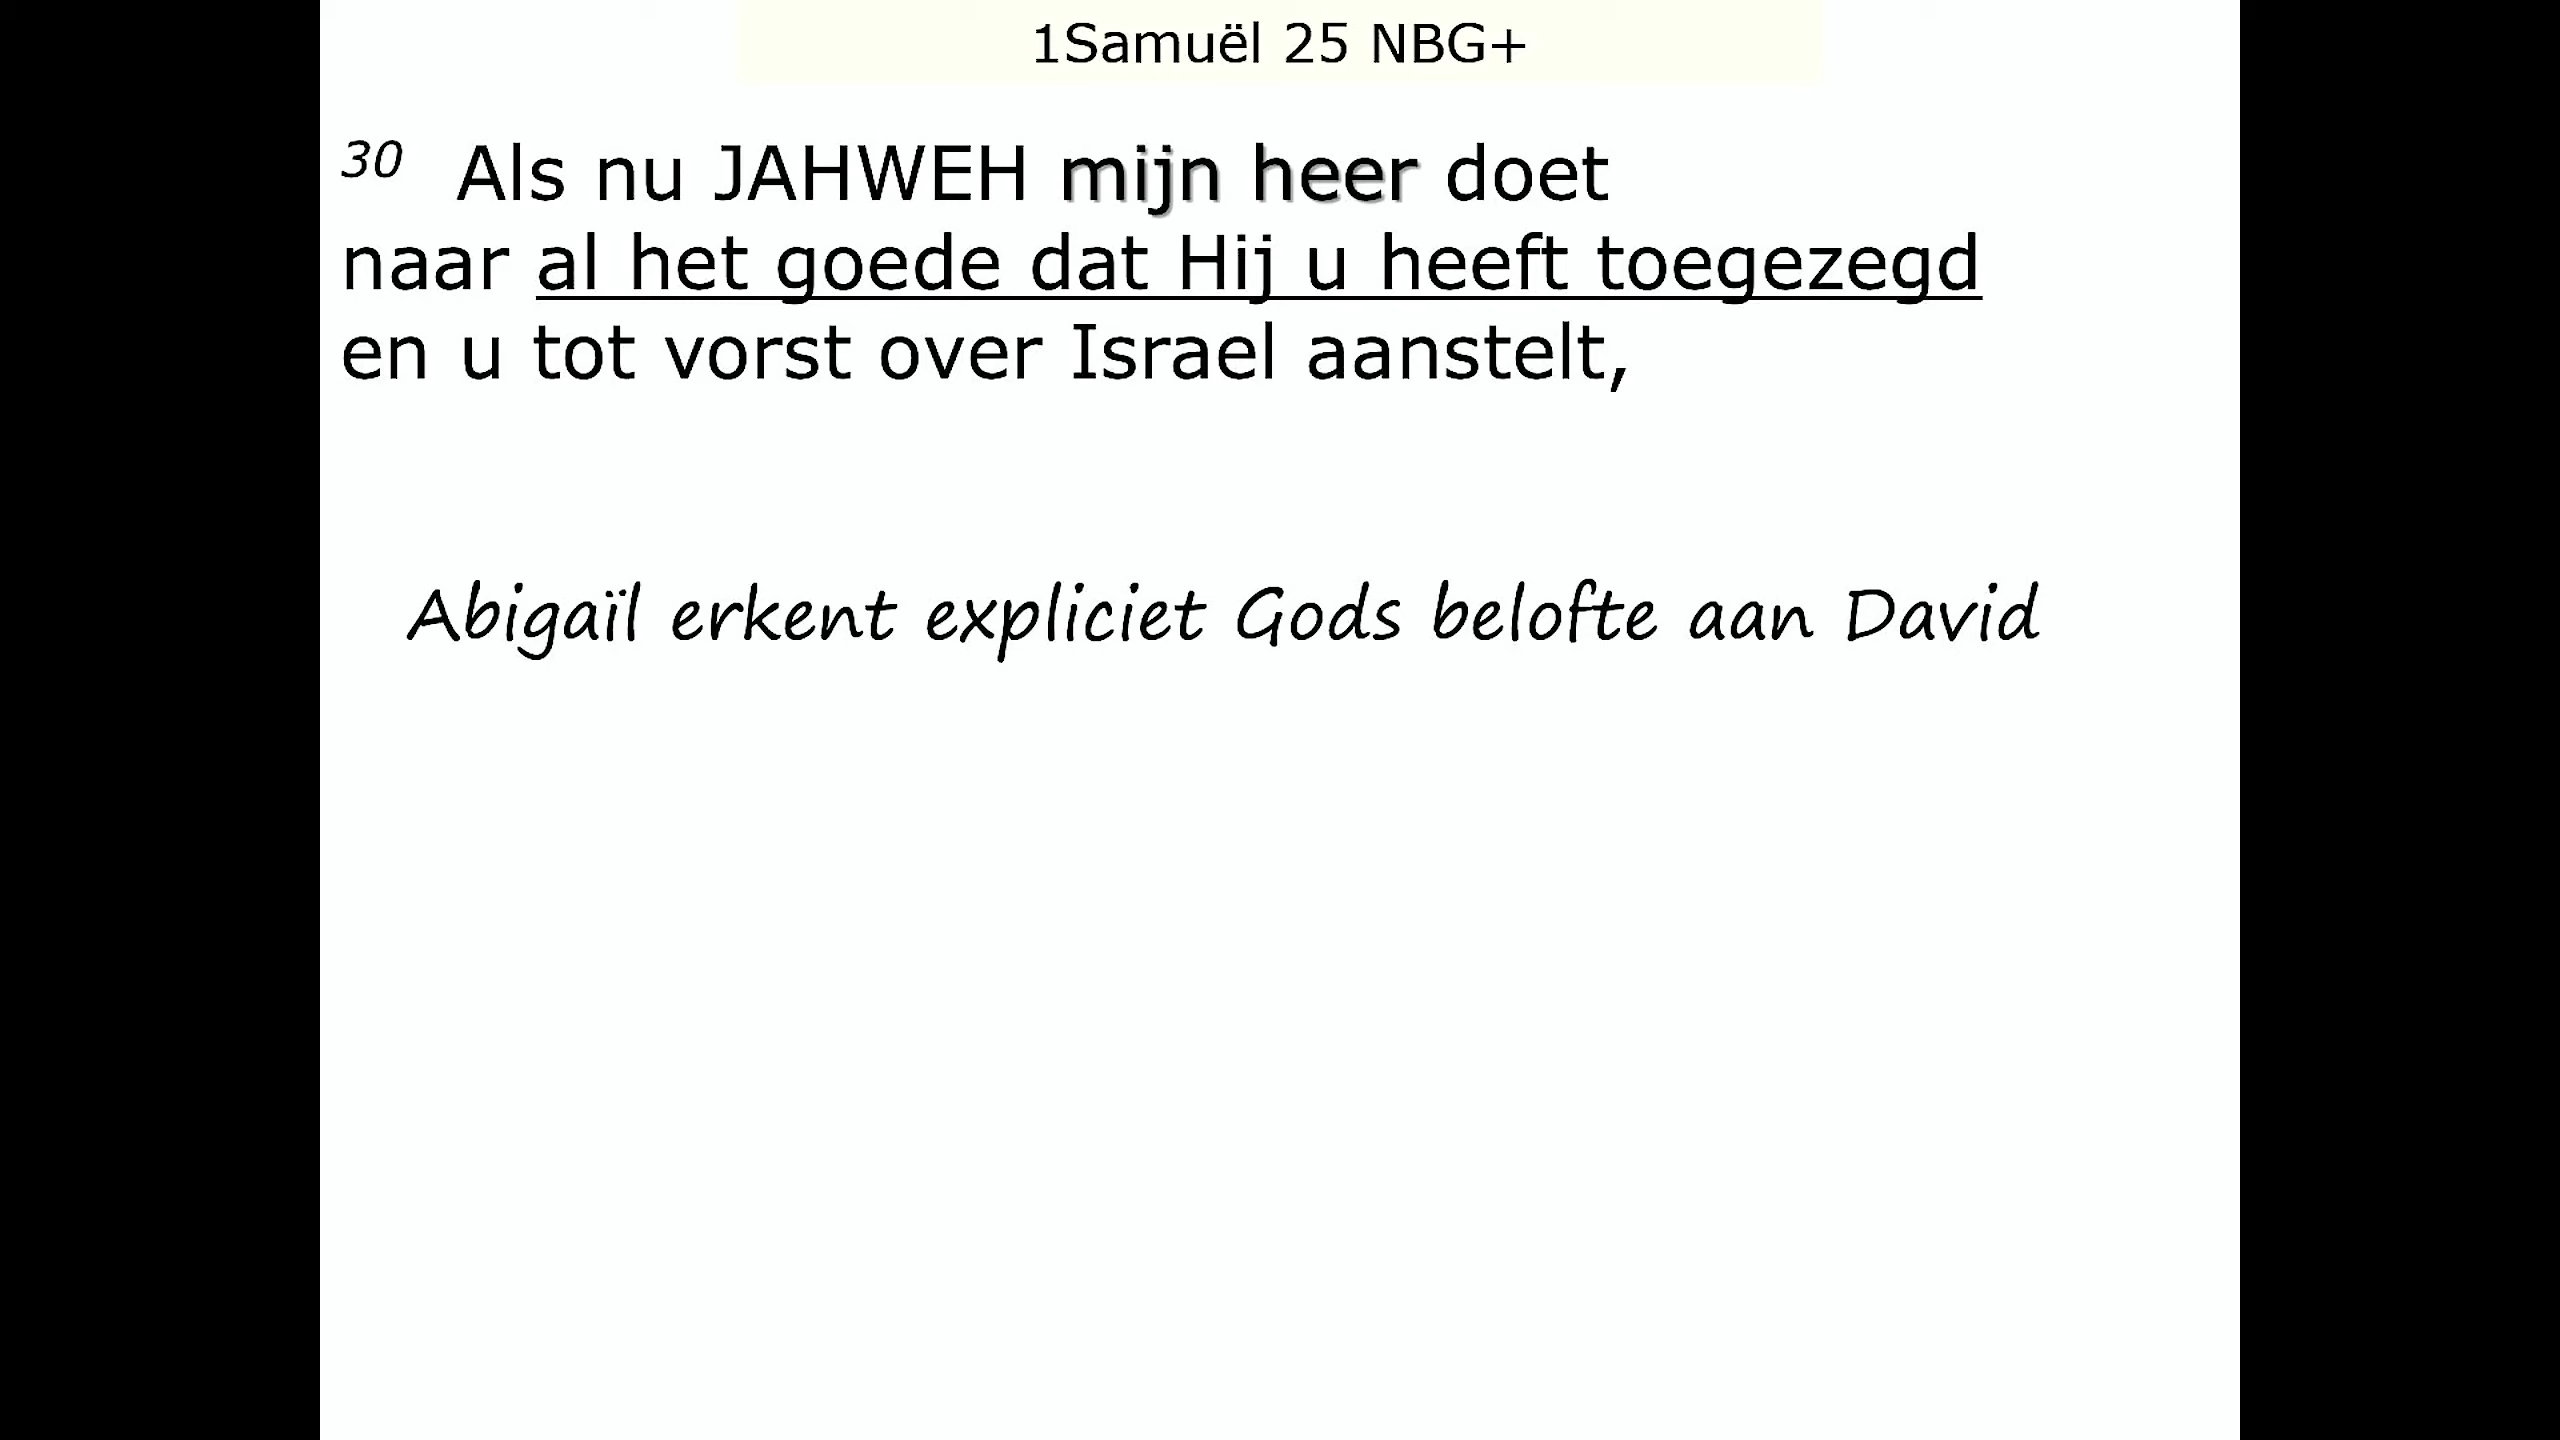 1Samuël 25 NBG+
30 Als nu JAHWEH mijn heer doet
naar al het goede dat Hij u heeft toegezegd
en u tot vorst over Israel aanstelt,
Abigaïl erkent expliciet Gods belofte aan David